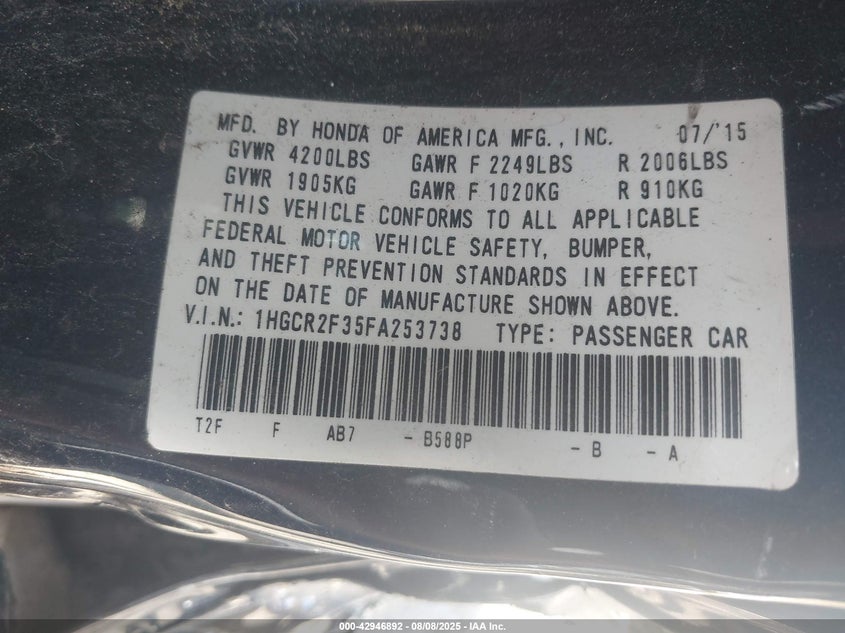 MFD. BY HONDA OF AMERICA MFG., INC. 07/'15
GVWR 4200LBS GAWR F 2249LBS R 2006LBS
GVWR 1905KG GAWR F 1020KG R 910KG
THIS VEHICLE CONFORMS TO ALL APPLICABLE
FEDERAL MOTOR VEHICLE SAFETY, BUMPER,
AND THEFT PREVENTION STANDARDS IN EFFECT
ON THE DATE OF MANUFACTURE SHOWN ABOVE.
V.I.N.: 1HGCR2F35FA253738 TYPE: PASSENGER CAR
T2F F AB7 - B588P - B - A
000-42946892 - 08/08/2025 - IAA Inc.